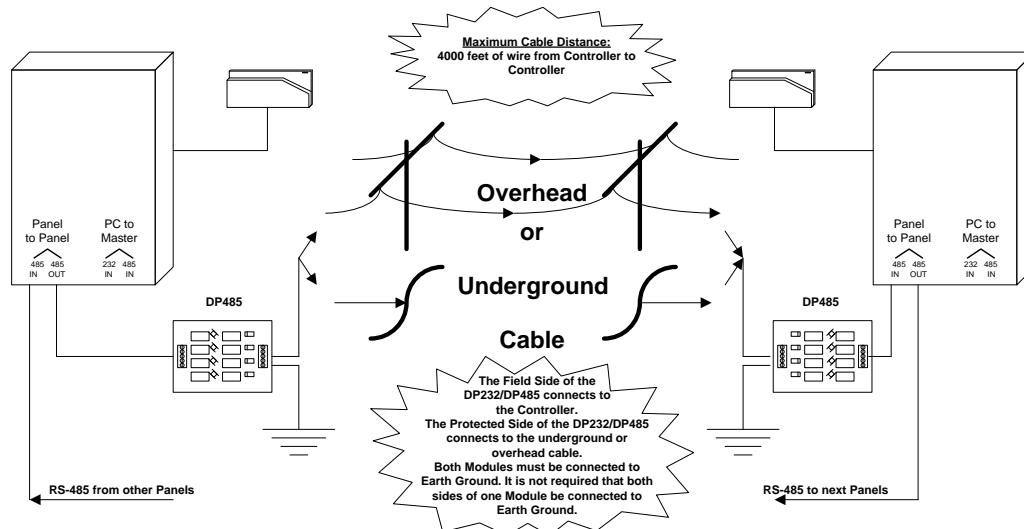 Maximum Cable Distance:
4000 feet of wire from Controller to
Controller
Panel
to Panel
PC to
Master
485
IN
485
OUT
232
IN
485
IN
DP485
RS-485 from other Panels
Overhead
or
Underground
Cable
The Field Side of the
DP232/DP485 connects to
the Controller.
The Protected Side of the DP232/DP485
connects to the underground or
overhead cable.
Both Modules must be connected to
Earth Ground. It is not required that both
sides of one Module be connected to
Earth Ground.
Panel
to Panel
PC to
Master
485
IN
485
OUT
232
IN
485
IN
DP485
RS-485 to next Panels